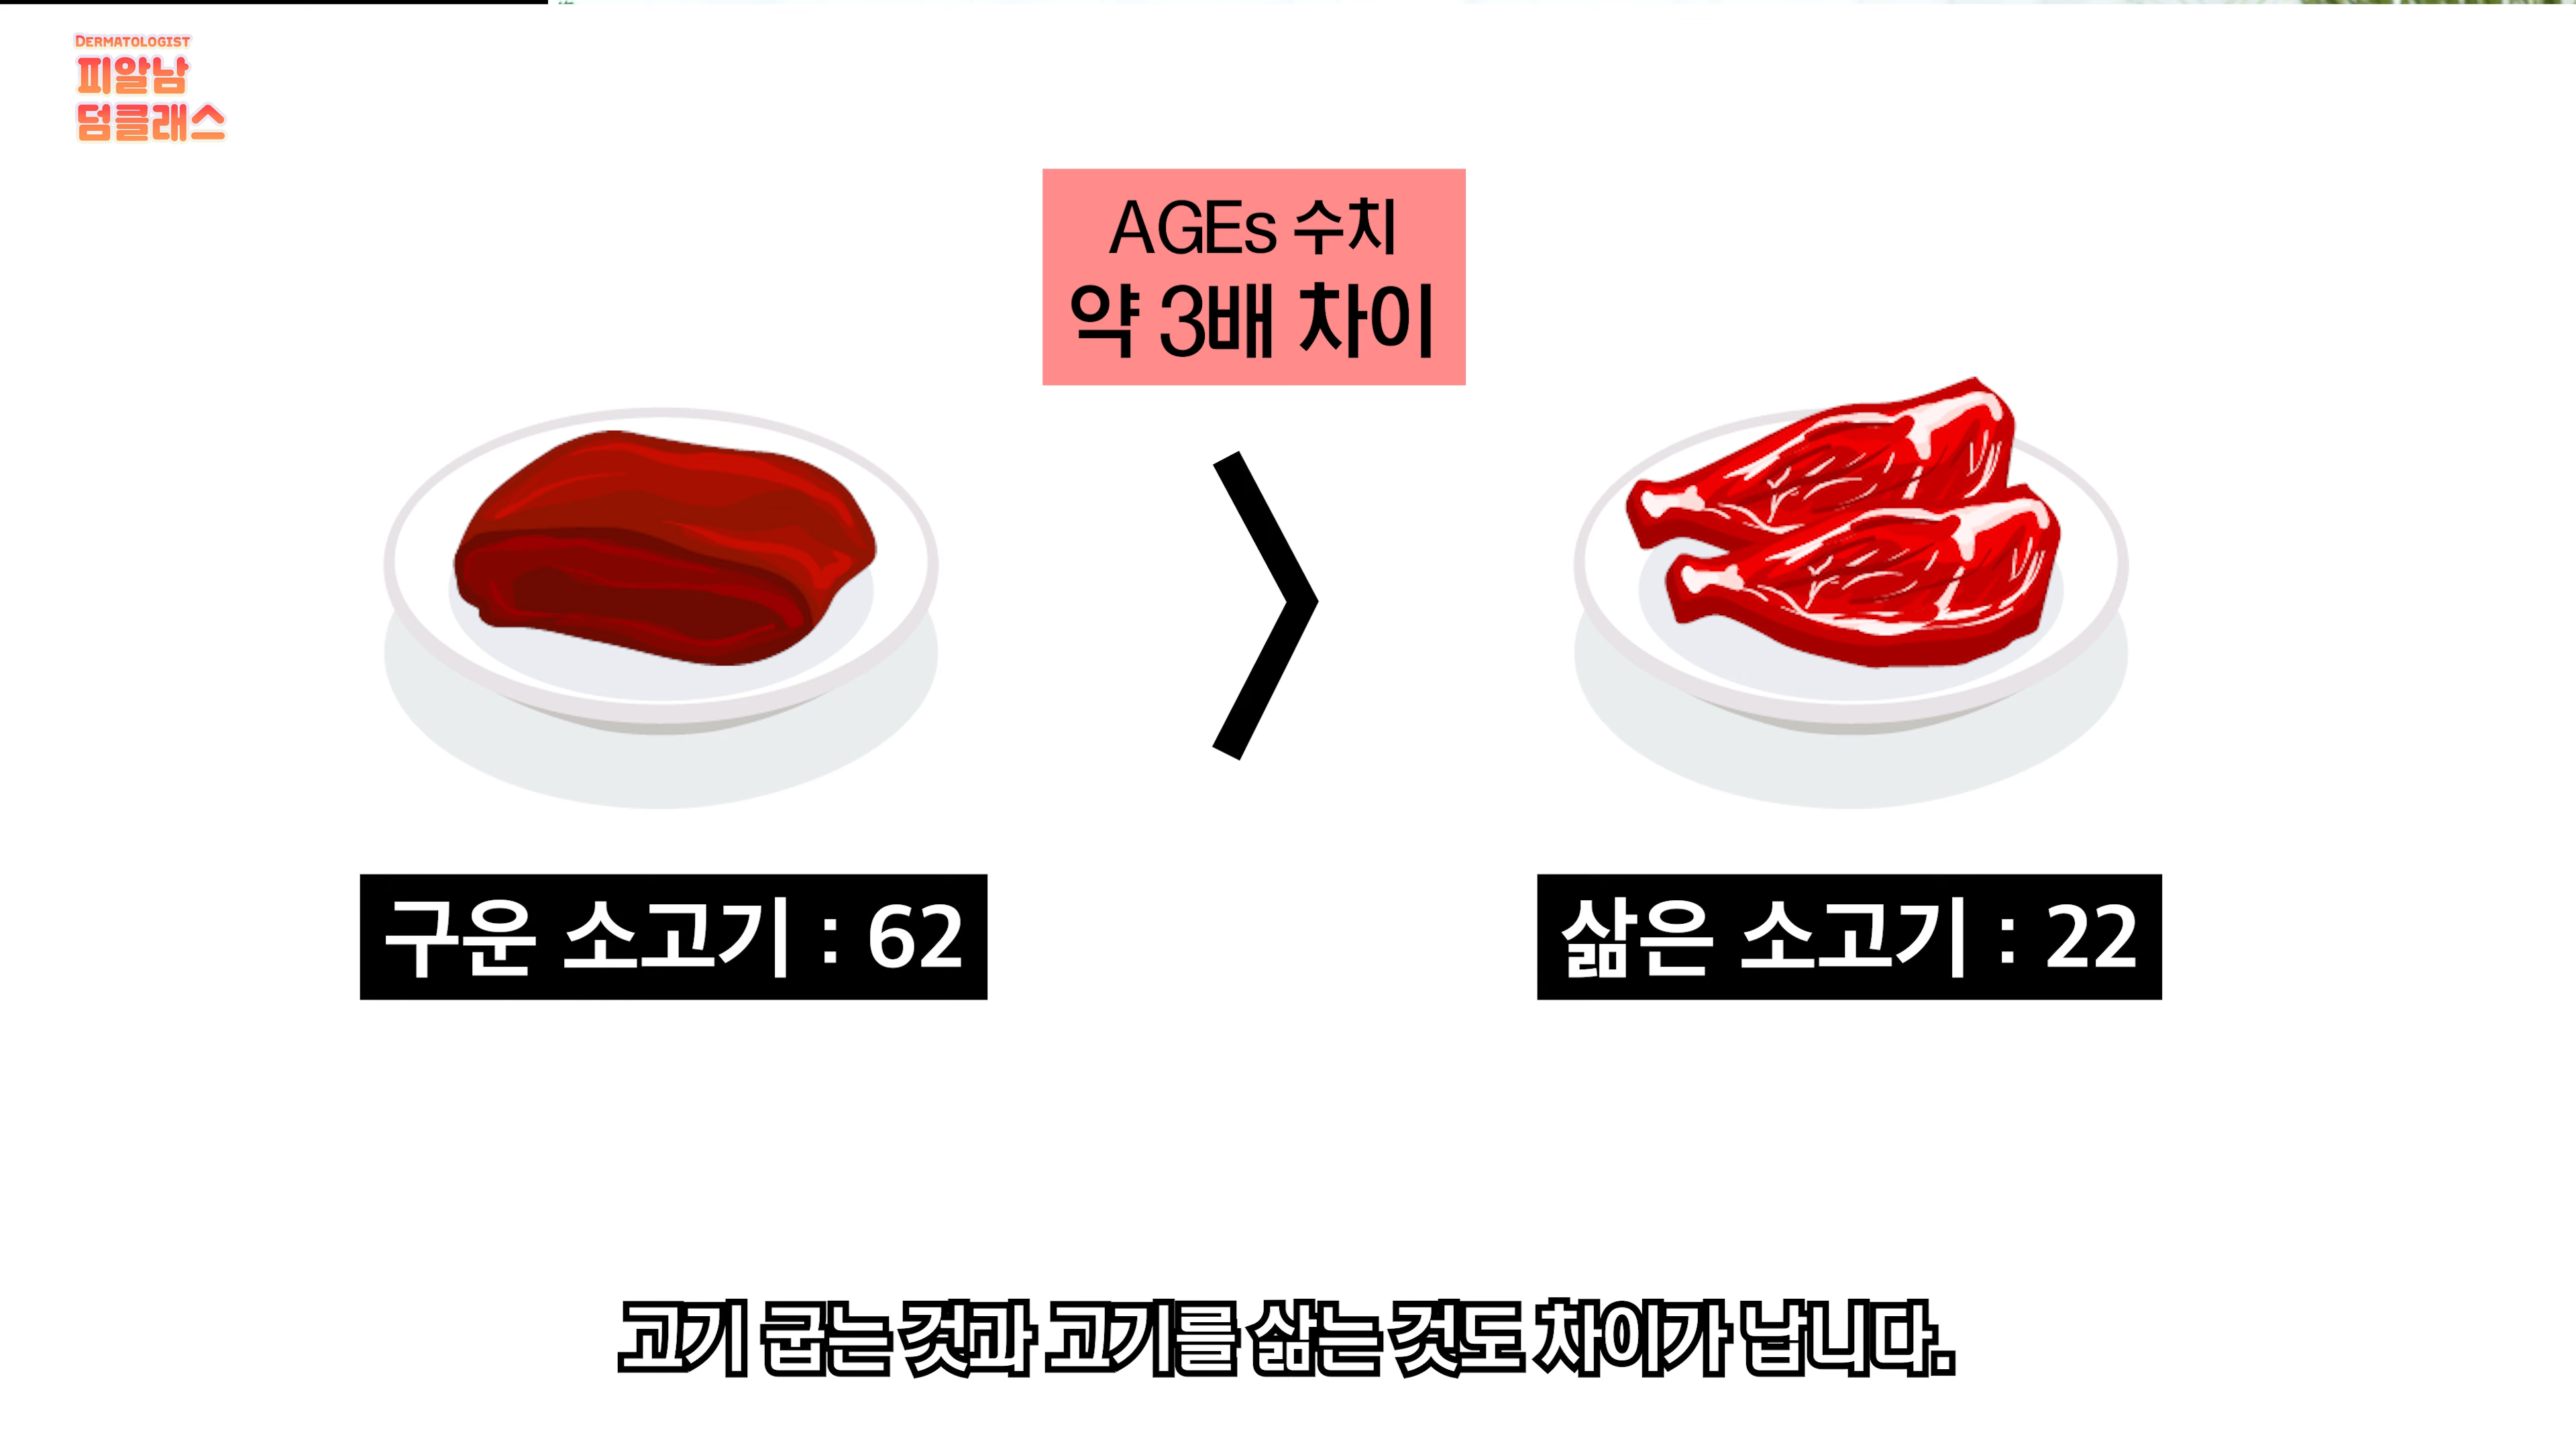 DERMATOLOGIST
피알남
덤클래스
AGEs 수치
약 3배 차이
구운 소고기 : 62
삶은 소고기 : 22
고기 굽는 것과 고기를 삶는 것도 차이가 납니다.